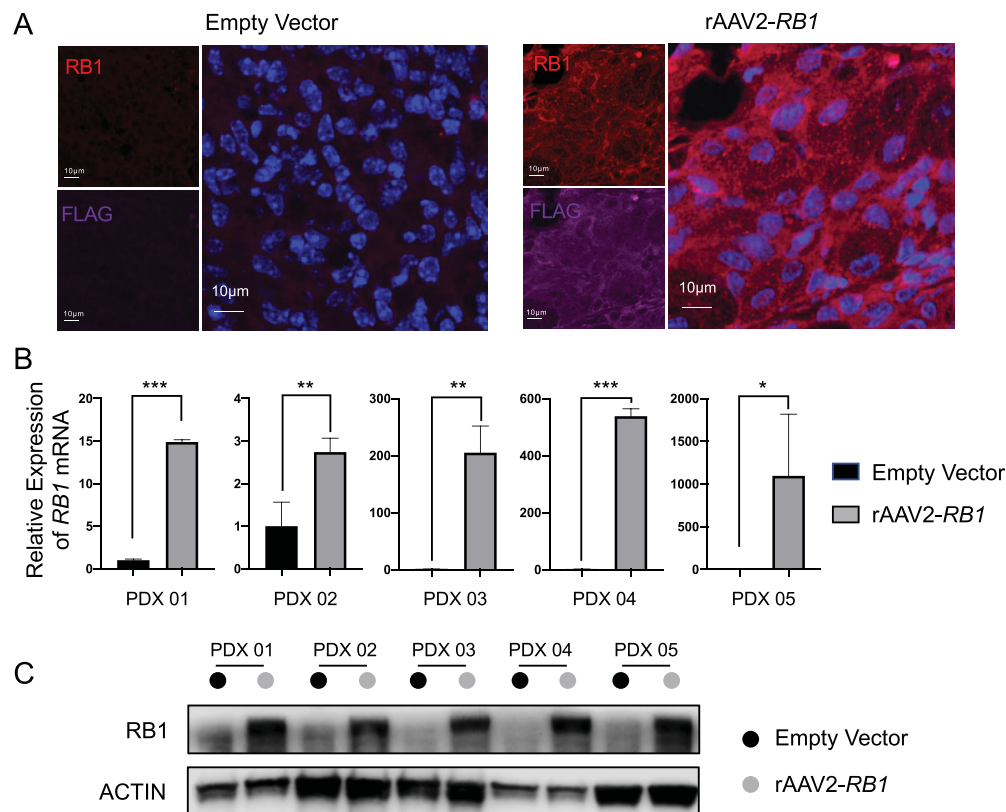 A
Empty Vector
rAAV2-RB1
RB1
10μm
FLAG
10μm
10μm
RB1
10μm
FLAG
10μm
10μm
B
Relative Expression
of RB1 mRNA
***
20
15
10
5
0
PDX 01
**
4
3
2
1
0
PDX 02
**
300
200
100
0
PDX 03
***
600
400
200
0
PDX 04
*
2000
1500
1000
500
0
PDX 05
Empty Vector
rAAV2-RB1
C
PDX 01 PDX 02 PDX 03 PDX 04 PDX 05
RB1
ACTIN
Empty Vector
rAAV2-RB1